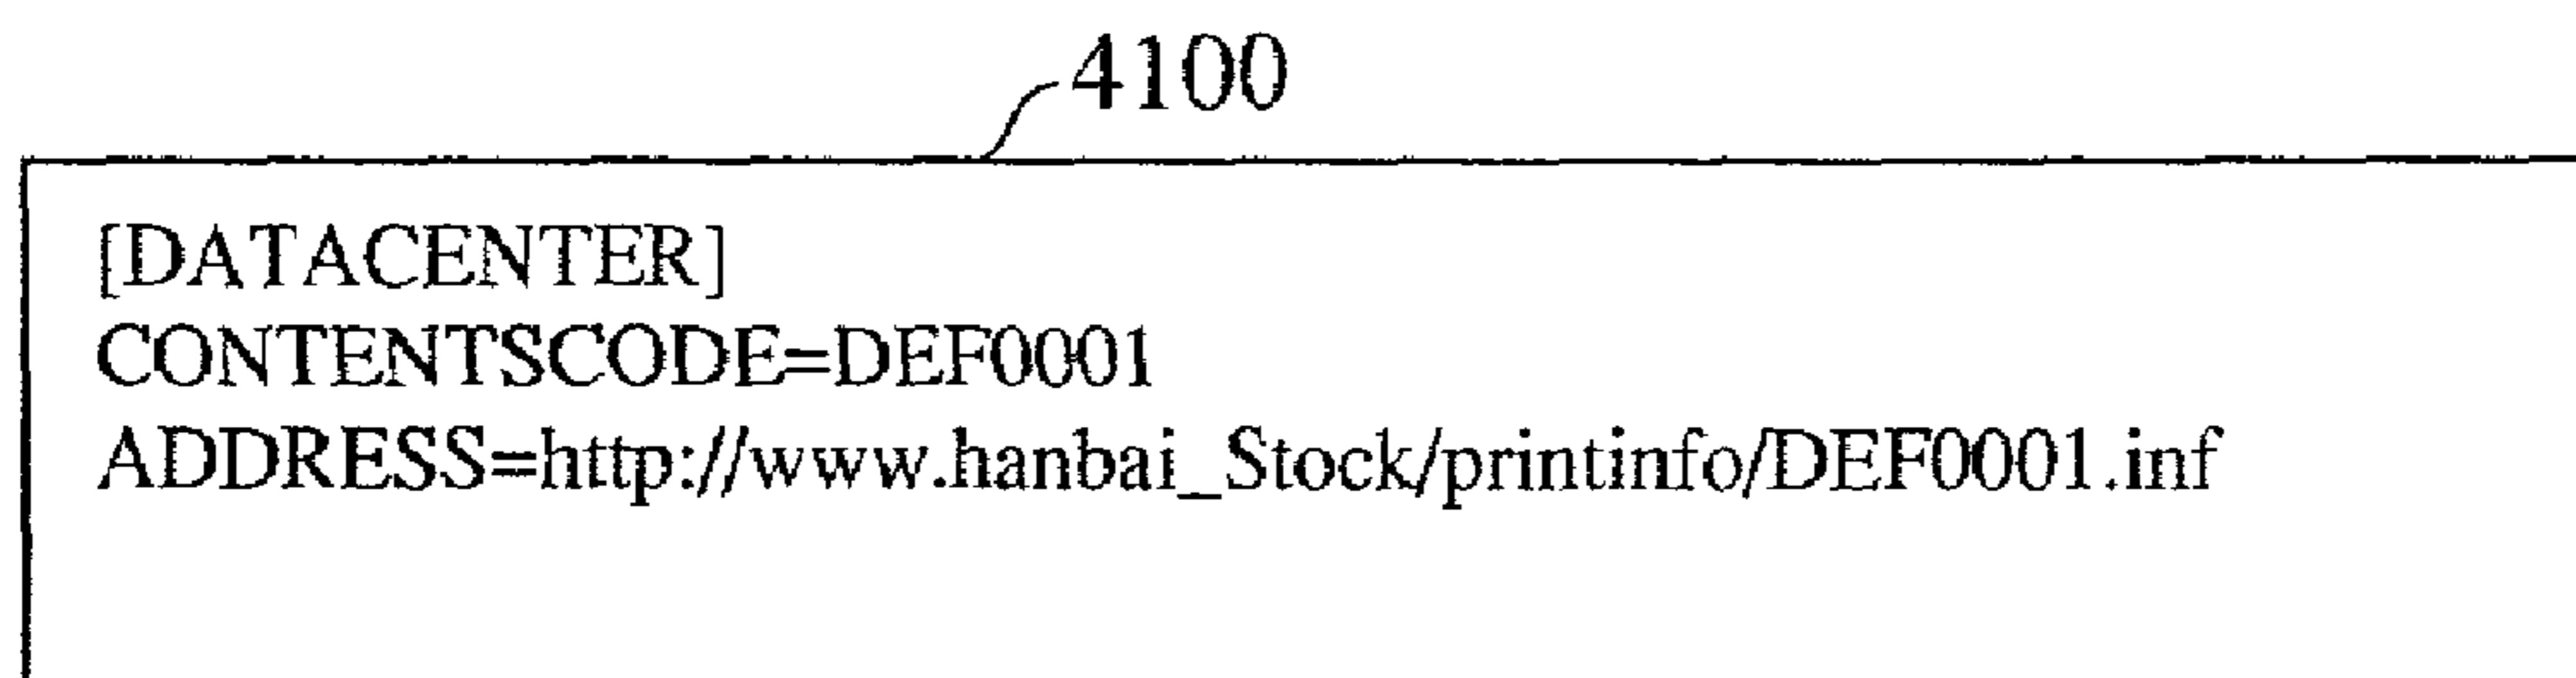 4100
[DATACENTER]
CONTENTSCODE=DEF0001
ADDRESS=http://www.hanbai_Stock/printinfo/DEF0001.inf